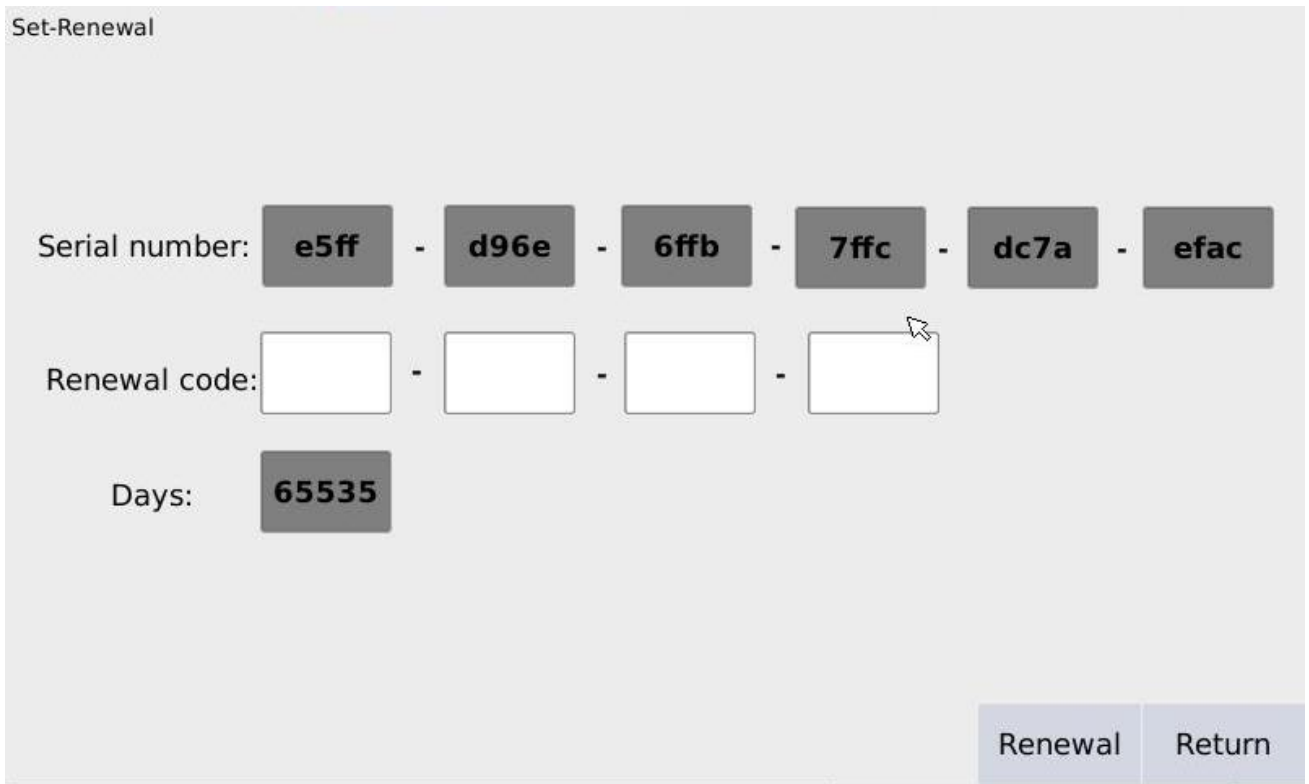 Set-Renewal
Serial number: e5ff - d96e - 6ffb - 7ffc - dc7a - efac
Renewal code: - - -
Days: 65535
Renewal Return